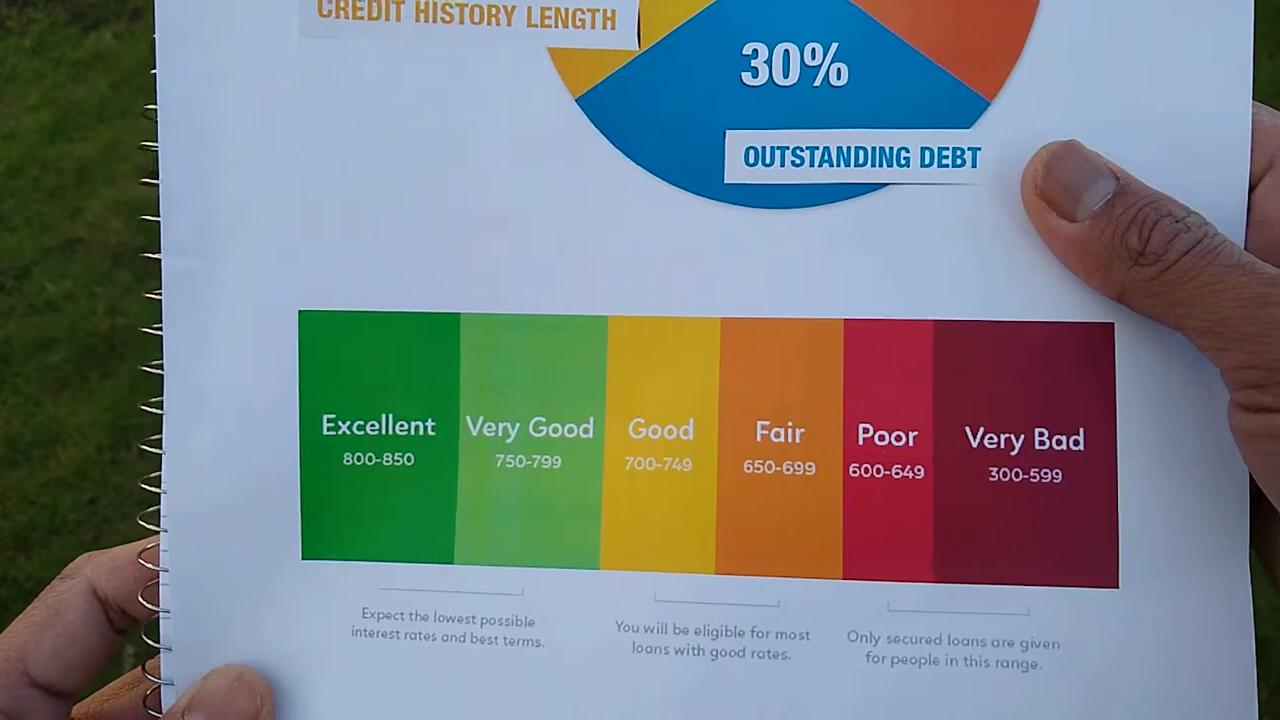 CREDIT HISTORY LENGTH
30%
OUTSTANDING DEBT
Excellent
800-850
Very Good
750-799
Good
700-749
Fair
650-699
Poor
600-649
Very Bad
300-599
Expect the lowest possible
interest rates and best terms.
You will be eligible for most
loans with good rates.
Only secured loans are given
for people in this range.